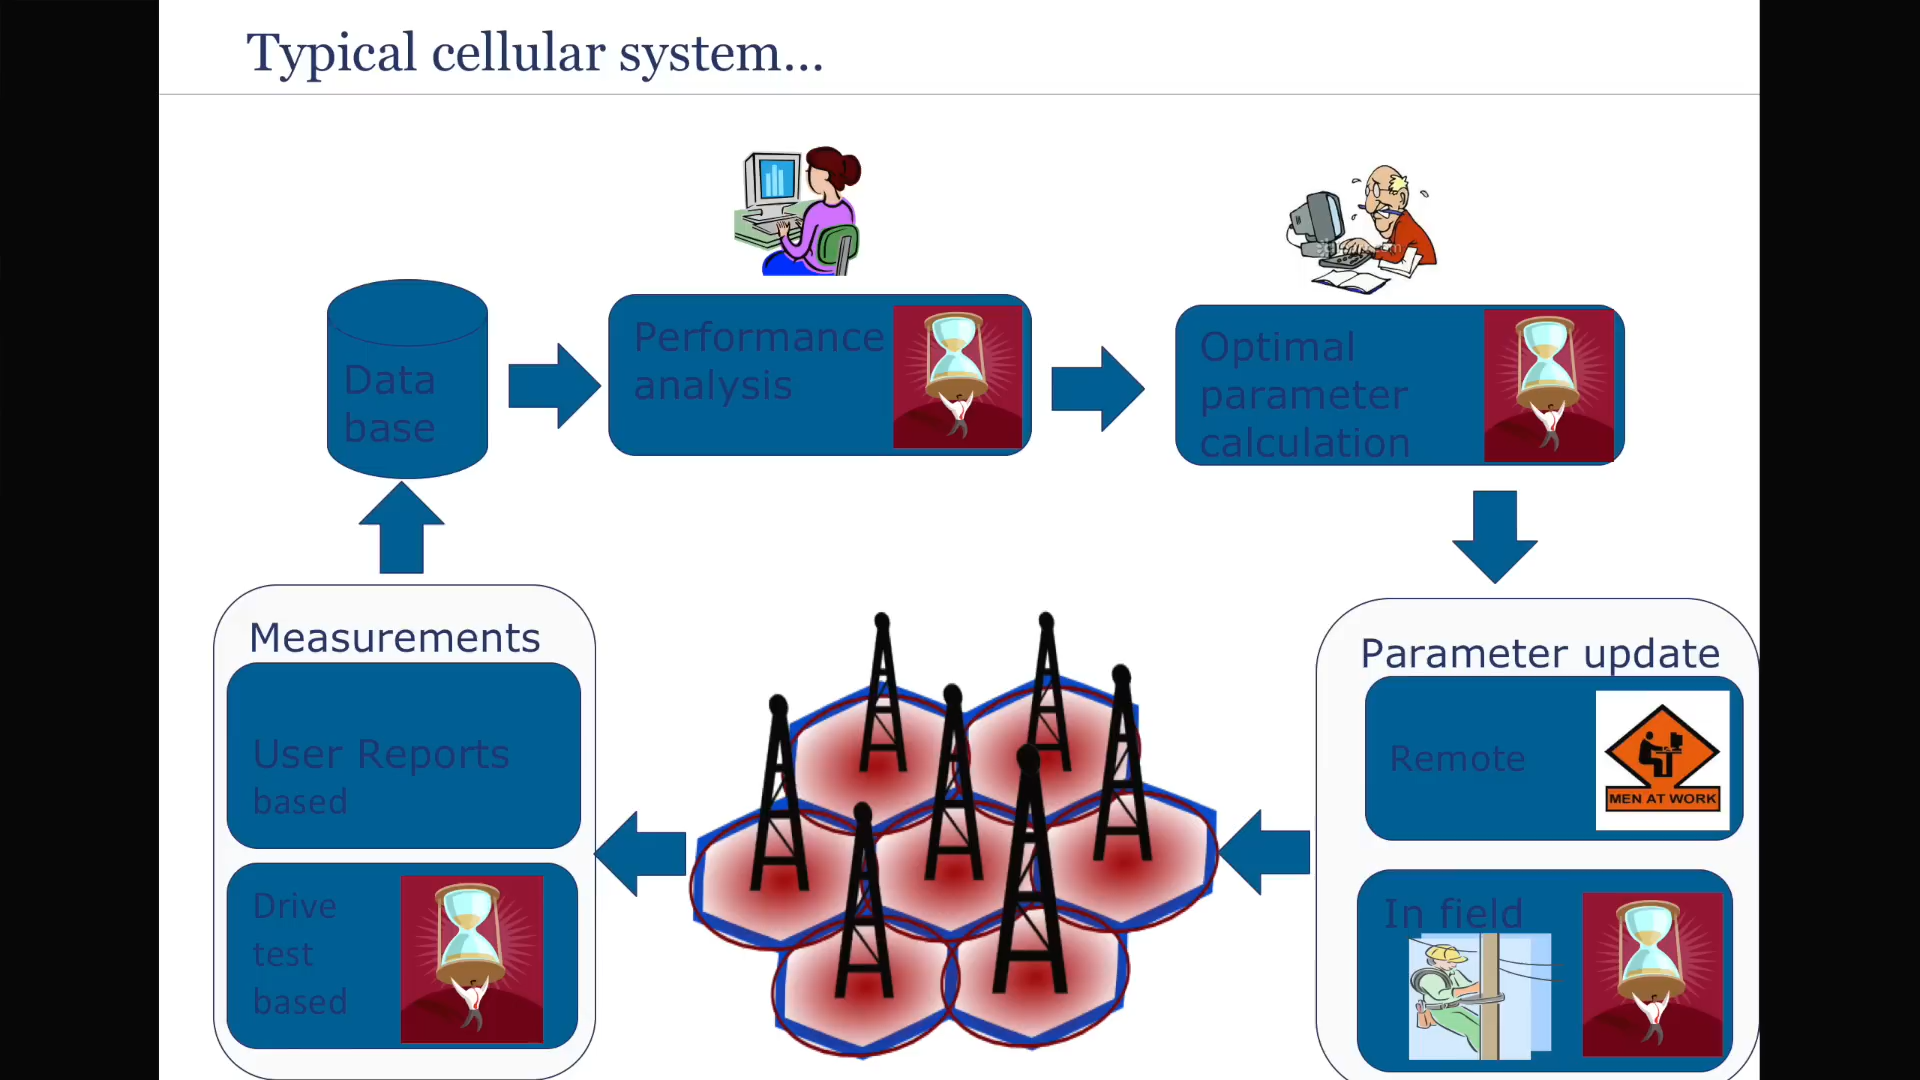 Typical cellular system...
Data
base
Performance
analysis
Optimal
parameter
calculation
Measurements
User Reports
based
Drive
test
based
Parameter update
Remote
MEN AT WORK
In field